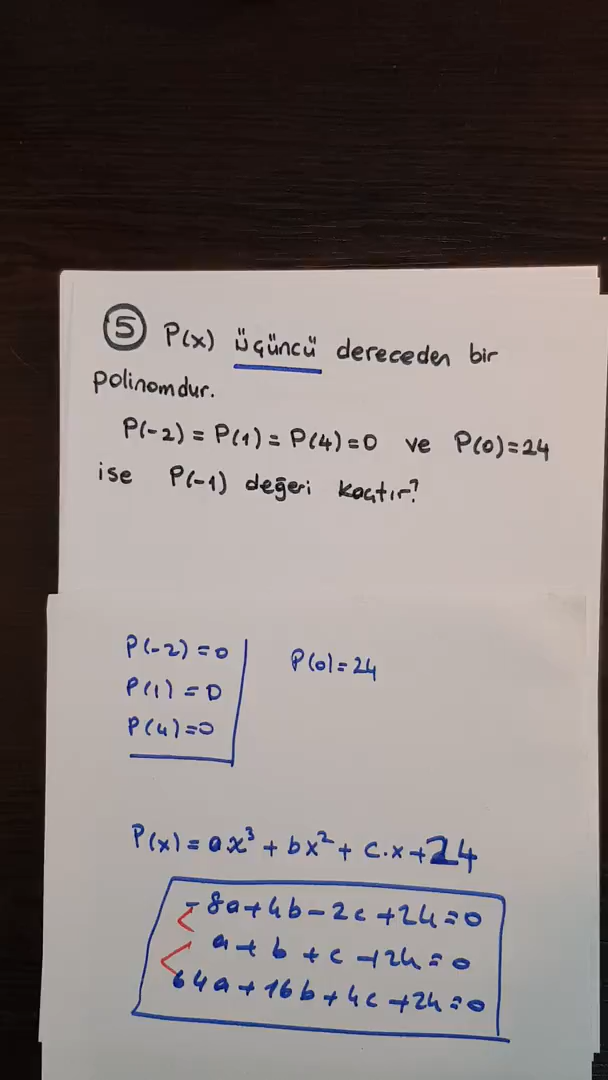 5 P(x) üçüncü dereceden bir
polinomdur.
P(-2) = P(1) = P(4) = 0 ve P(0)=24
ise P(-1) değeri kaçtır?
P(-2) = 0 P(0)=24
P(1) = 0
P(4) = 0
P(x) = ax³ + bx² + c.x + 24
-8a+4b-2c+24=0
a + b + c + 24 = 0
64a + 16b + 4c + 24 = 0